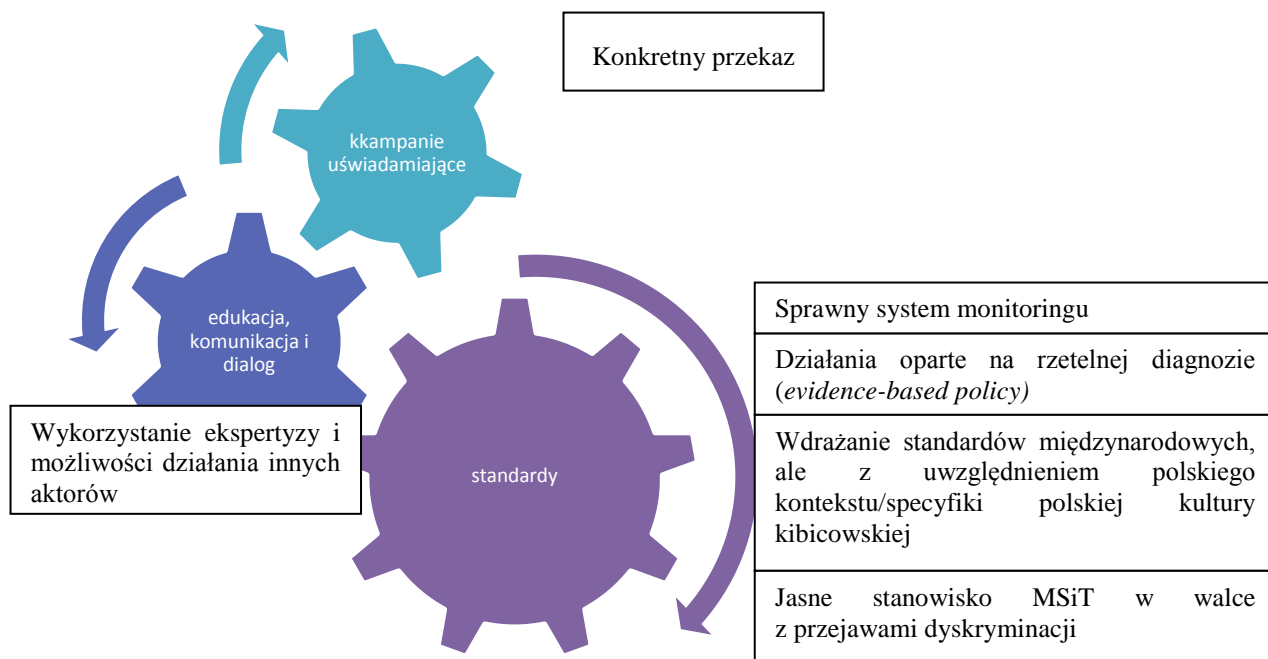 Konkretny przekaz
kkampanie
uświadamiające
edukacja,
komunikacja i
dialog
Wykorzystanie ekspertyzy i
możliwości działania innych
aktorów
standardy
Sprawny system monitoringu
Działania oparte na rzetelnej diagnozie
(evidence-based policy)
Wdrażanie standardów międzynarodowych,
ale z uwzględnieniem polskiego
kontekstu/specyfiki polskiej kultury
kibicowskiej
Jasne stanowisko MSiT w walce
z przejawami dyskryminacji